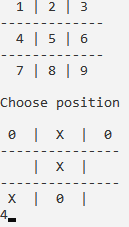 1 | 2 | 3
---------------
4 | 5 | 6
---------------
7 | 8 | 9
Choose position
0 | X | 0
---------------
| X |
---------------
X | 0 |
4